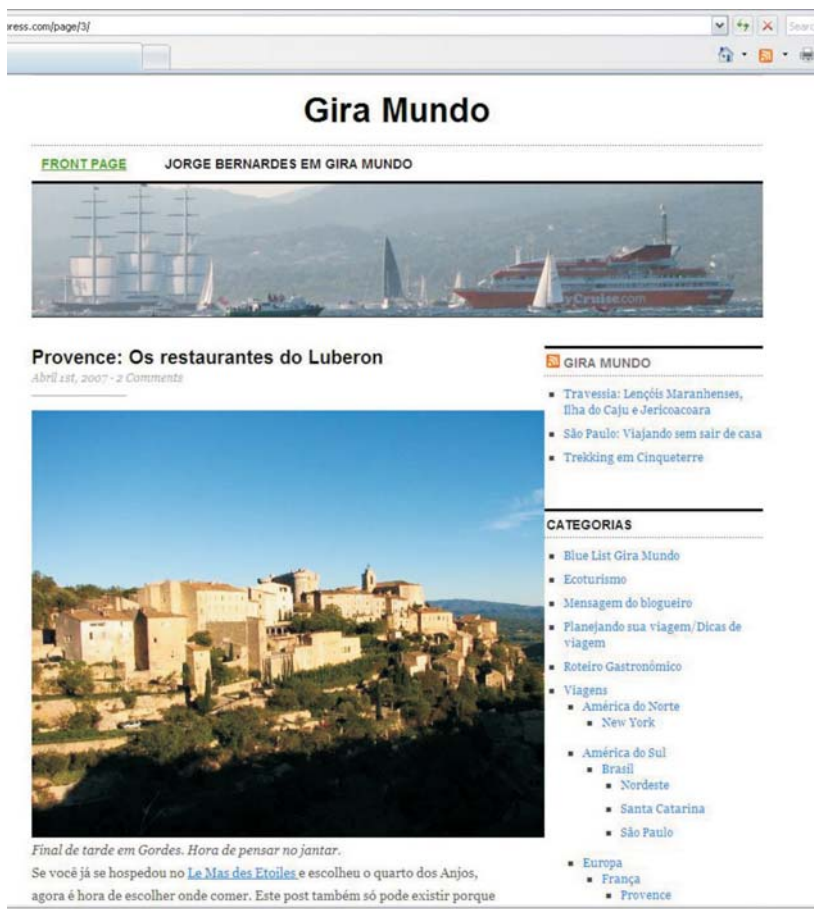 ress.com/page/3/
Searc
Gira Mundo
FRONT PAGE JORGE BERNARDES EM GIRA MUNDO
yCruise.com
Provence: Os restaurantes do Luberon
Abril 1st, 2007 - 2 Comments
Final de tarde em Gordes. Hora de pensar no jantar.
Se você já se hospedou no Le Mas des Etoiles e escolheu o quarto dos Anjos,
agora é hora de escolher onde comer. Este post também só pode existir porque
GIRA MUNDO
Travessia: Lençóis Maranhenses,
Ilha do Caju e Jericoacoara
São Paulo: Viajando sem sair de casa
Trekking em Cinqueterre
CATEGORIAS
Blue List Gira Mundo
Ecoturismo
Mensagem do blogueiro
Planejando sua viagem/Dicas de
viagem
Roteiro Gastronômico
Viagens
América do Norte
New York
América do Sul
Brasil
Nordeste
Santa Catarina
São Paulo
Europa
França
Provence